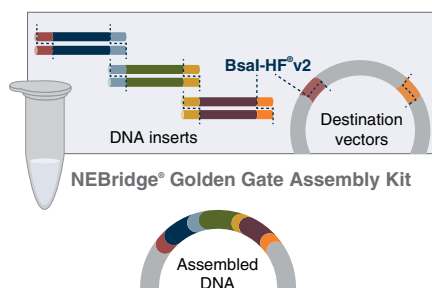 BsaI-HF®v2
DNA inserts
Destination
vectors
NEBridge® Golden Gate Assembly Kit
Assembled
DNA